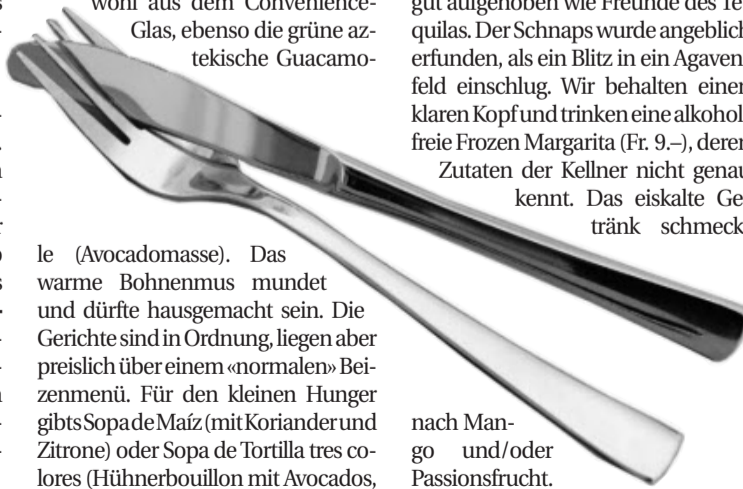 wohl aus dem Convenience-
Glas, ebenso die grüne az-
tekische Guacamo-
le (Avocadomasse). Das
warme Bohnenmus mundet
und dürfte hausgemacht sein. Die
Gerichte sind in Ordnung, liegen aber
preislich über einem «normalen» Bei-
zenmenü. Für den kleinen Hunger
gibts Sopa de Maíz (mit Koriander und
Zitrone) oder Sopa de Tortilla tres co-
lores (Hühnerbouillon mit Avocados,
gut aufgehoben wie Freunde des Te-
quilas. Der Schnaps wurde angeblich
erfunden, als ein Blitz in ein Agaven
feld einschlug. Wir behalten einen
klaren Kopf und trinken eine alkohol
freie Frozen Margarita (Fr. 9.–), deren
Zutaten der Kellner nicht genau
kennt. Das eiskalte Ge
tränk schmeck
nach Man-
go und/oder
Passionsfrucht.